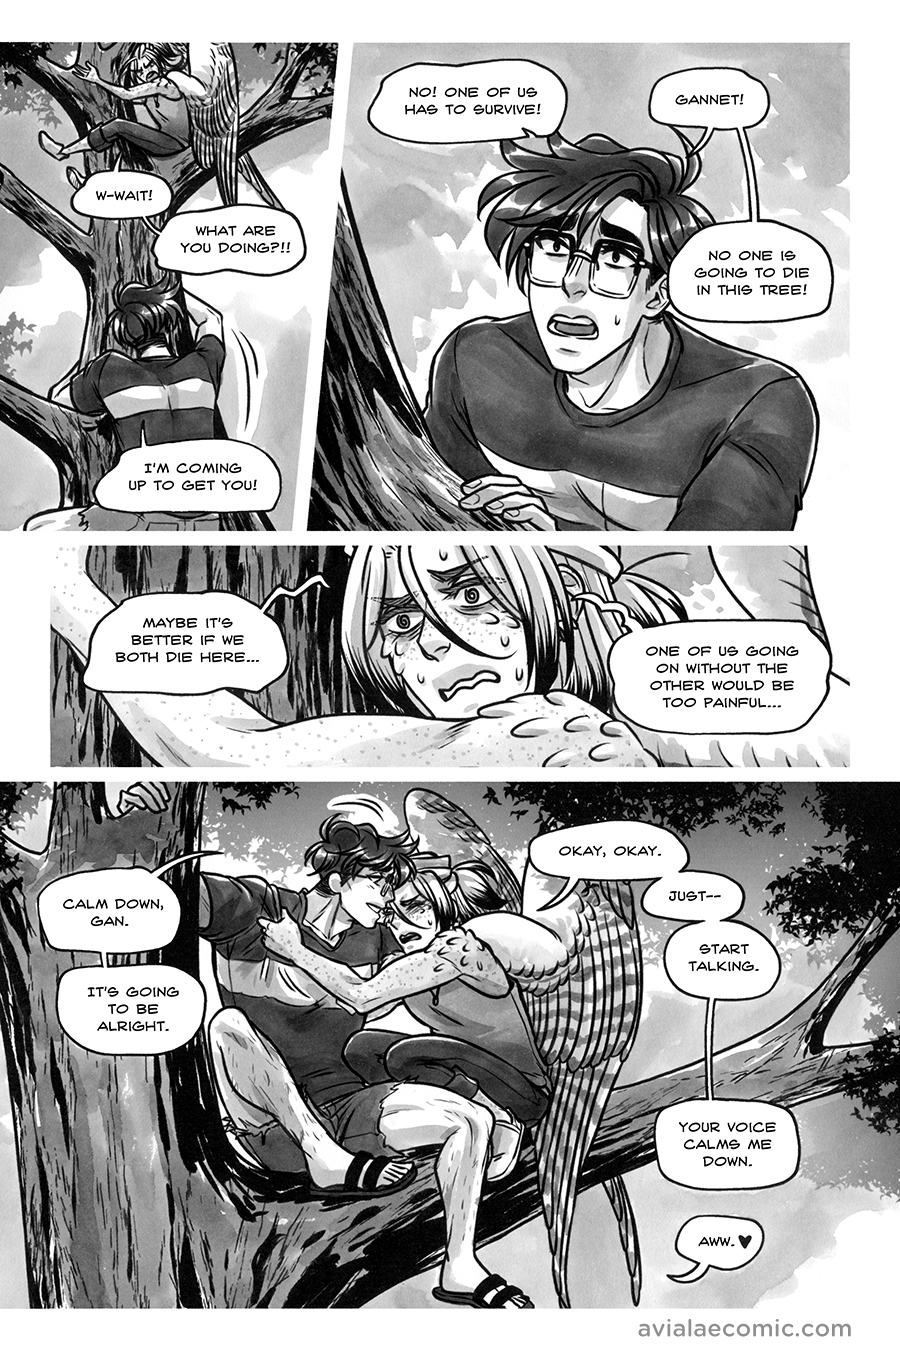 W-WAIT!
WHAT ARE
YOU DOING?!!
I'M COMING
UP TO GET YOU!
NO! ONE OF US
HAS TO SURVIVE!
GANNET!
NO ONE IS
GOING TO DIE
IN THIS TREE!
MAYBE IT'S
BETTER IF WE
BOTH DIE HERE...
ONE OF US GOING
ON WITHOUT THE
OTHER WOULD BE
TOO PAINFUL...
CALM DOWN,
GAN.
IT'S GOING
TO BE
ALRIGHT.
OKAY, OKAY.
JUST--
START
TALKING.
YOUR VOICE
CALMS ME
DOWN.
AWW. ♥
avialaecomic.com